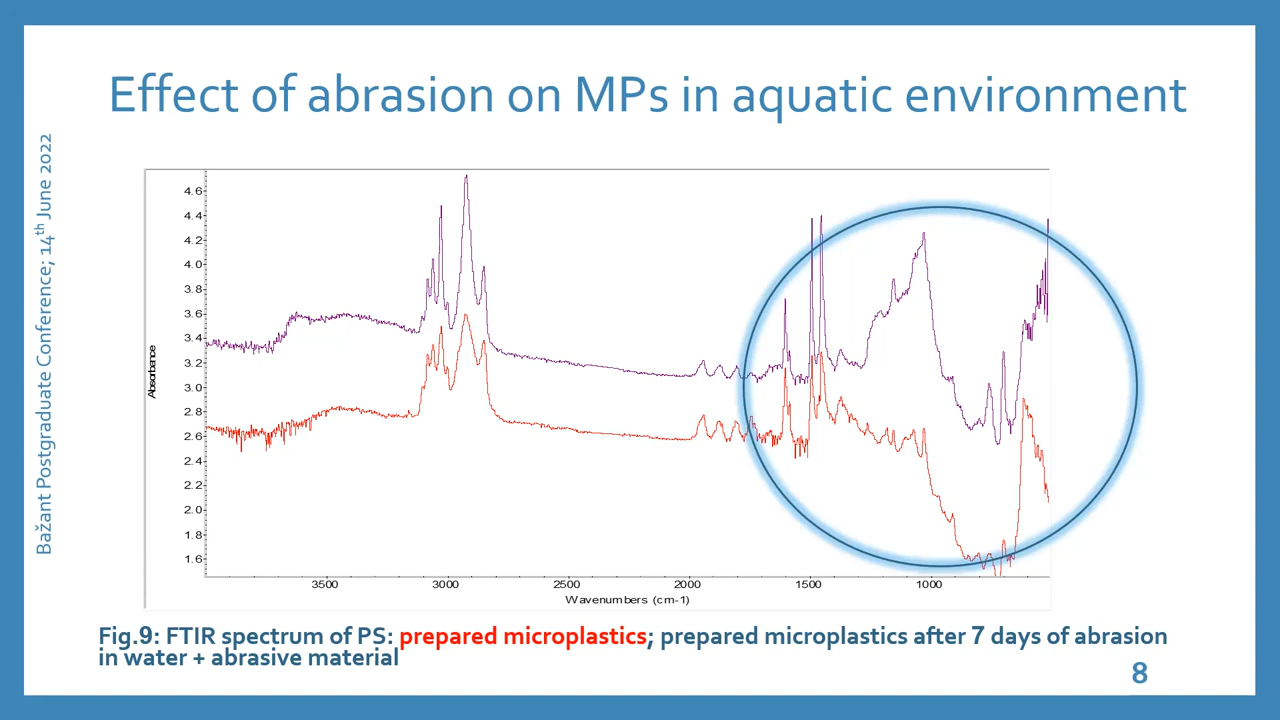 Effect of abrasion on MPs in aquatic environment
Bažant Postgraduate Conference; 14th June 2022
4.6
4.4
4.2
4.0
3.8
3.6
3.4
3.2
3.0
2.8
2.6
2.4
2.2
2.0
1.8
1.6
Absorbance
3500 3000 2500 2000 1500 1000
Wavenumbers (cm-1)
Fig.9: FTIR spectrum of PS: prepared microplastics; prepared microplastics after 7 days of abrasion
in water + abrasive material
8